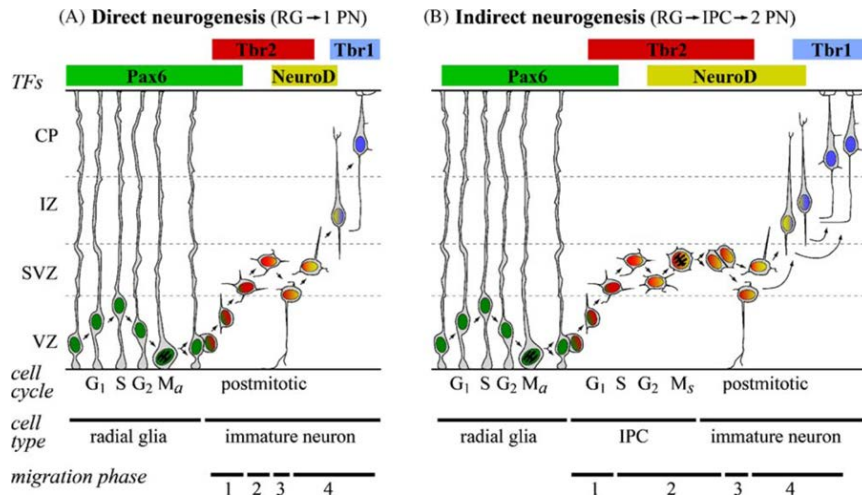 (A) Direct neurogenesis (RG→1 PN)
Tbr2
Tbr1
TFs
Pax6
NeuroD
CP
IZ
SVZ
VZ
cell cycle
G₁ S G₂ Mₐ
postmitotic
cell type
radial glia
immature neuron
migration phase
1 2 3 4
(B) Indirect neurogenesis (RG→IPC→2 PN)
Tbr2
Tbr1
Pax6
NeuroD
G₁ S G₂ Mₐ
G₁ S G₂ Mₛ
postmitotic
radial glia
IPC
immature neuron
1 2 3 4